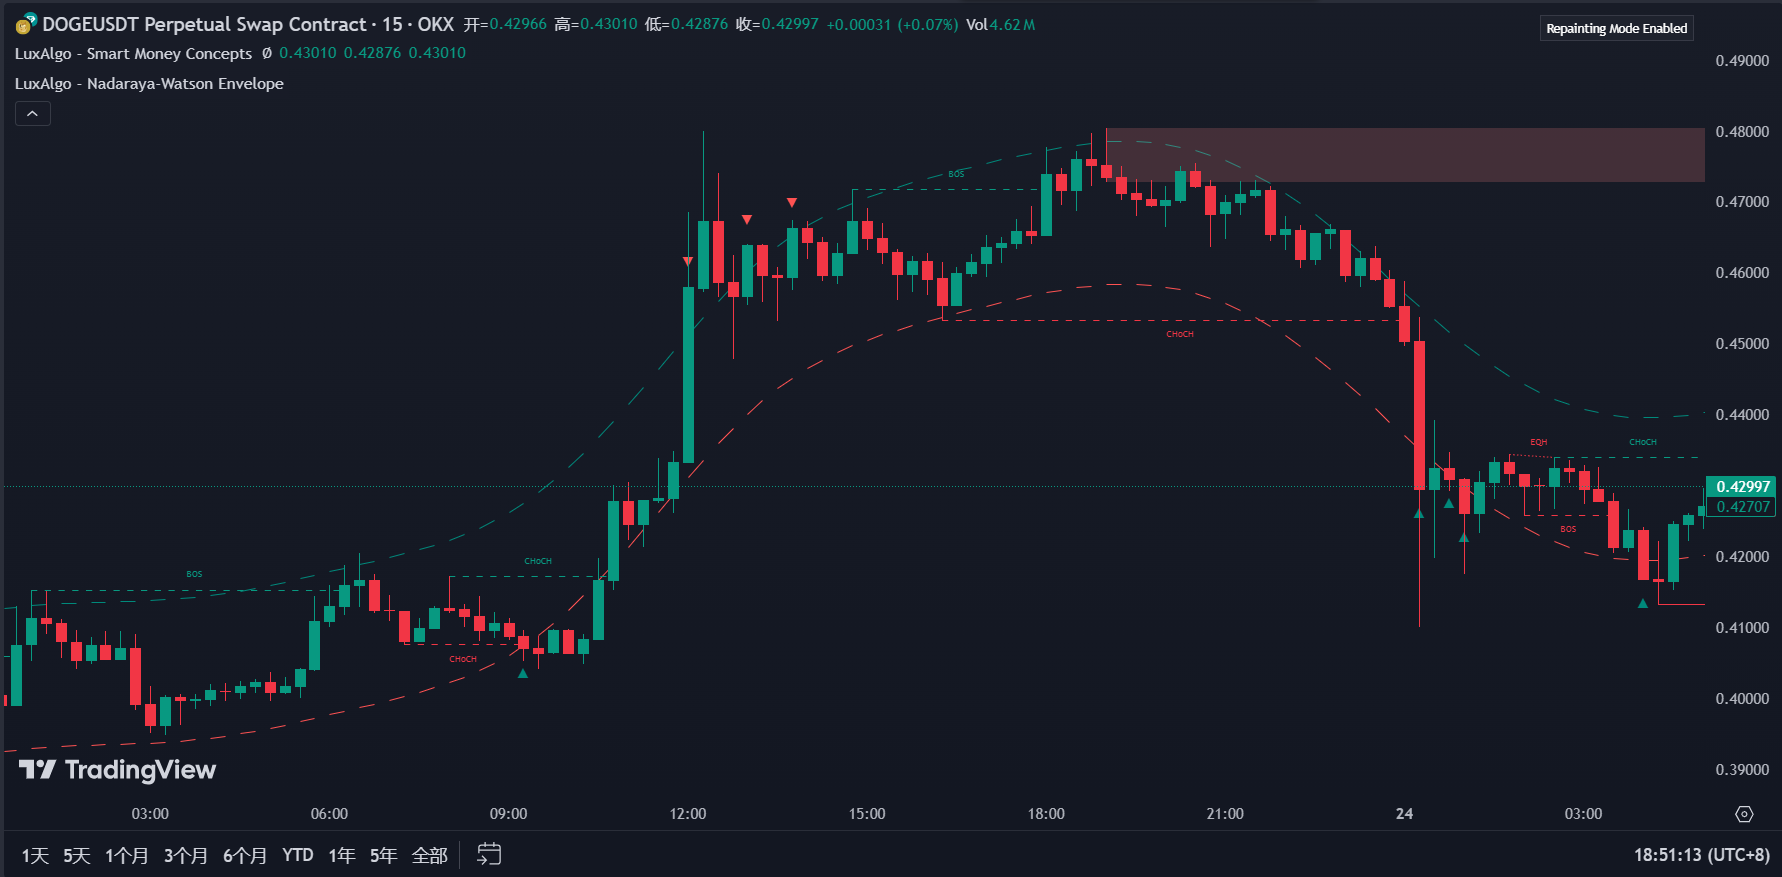 DOGEUSDT Perpetual Swap Contract · 15 · OKX 开=0.42966 高=0.43010 低=0.42876 收=0.42997 +0.00031 (+0.07%) Vol4.62 M
Repainting Mode Enabled
LuxAlgo - Smart Money Concepts Ø 0.43010 0.42876 0.43010
LuxAlgo - Nadaraya-Watson Envelope
0.49000
0.48000
0.47000
0.46000
0.45000
0.44000
0.42997
0.42707
0.42000
0.41000
0.40000
0.39000
BOS
CHoCH
EQH
CHoCH
BOS
CHoCH
BOS
CHoCH
TradingView
03:00
06:00
09:00
12:00
15:00
18:00
21:00
24
03:00
1天 5天 1个月 3个月 6个月 YTD 1年 5年 全部
18:51:13 (UTC+8)